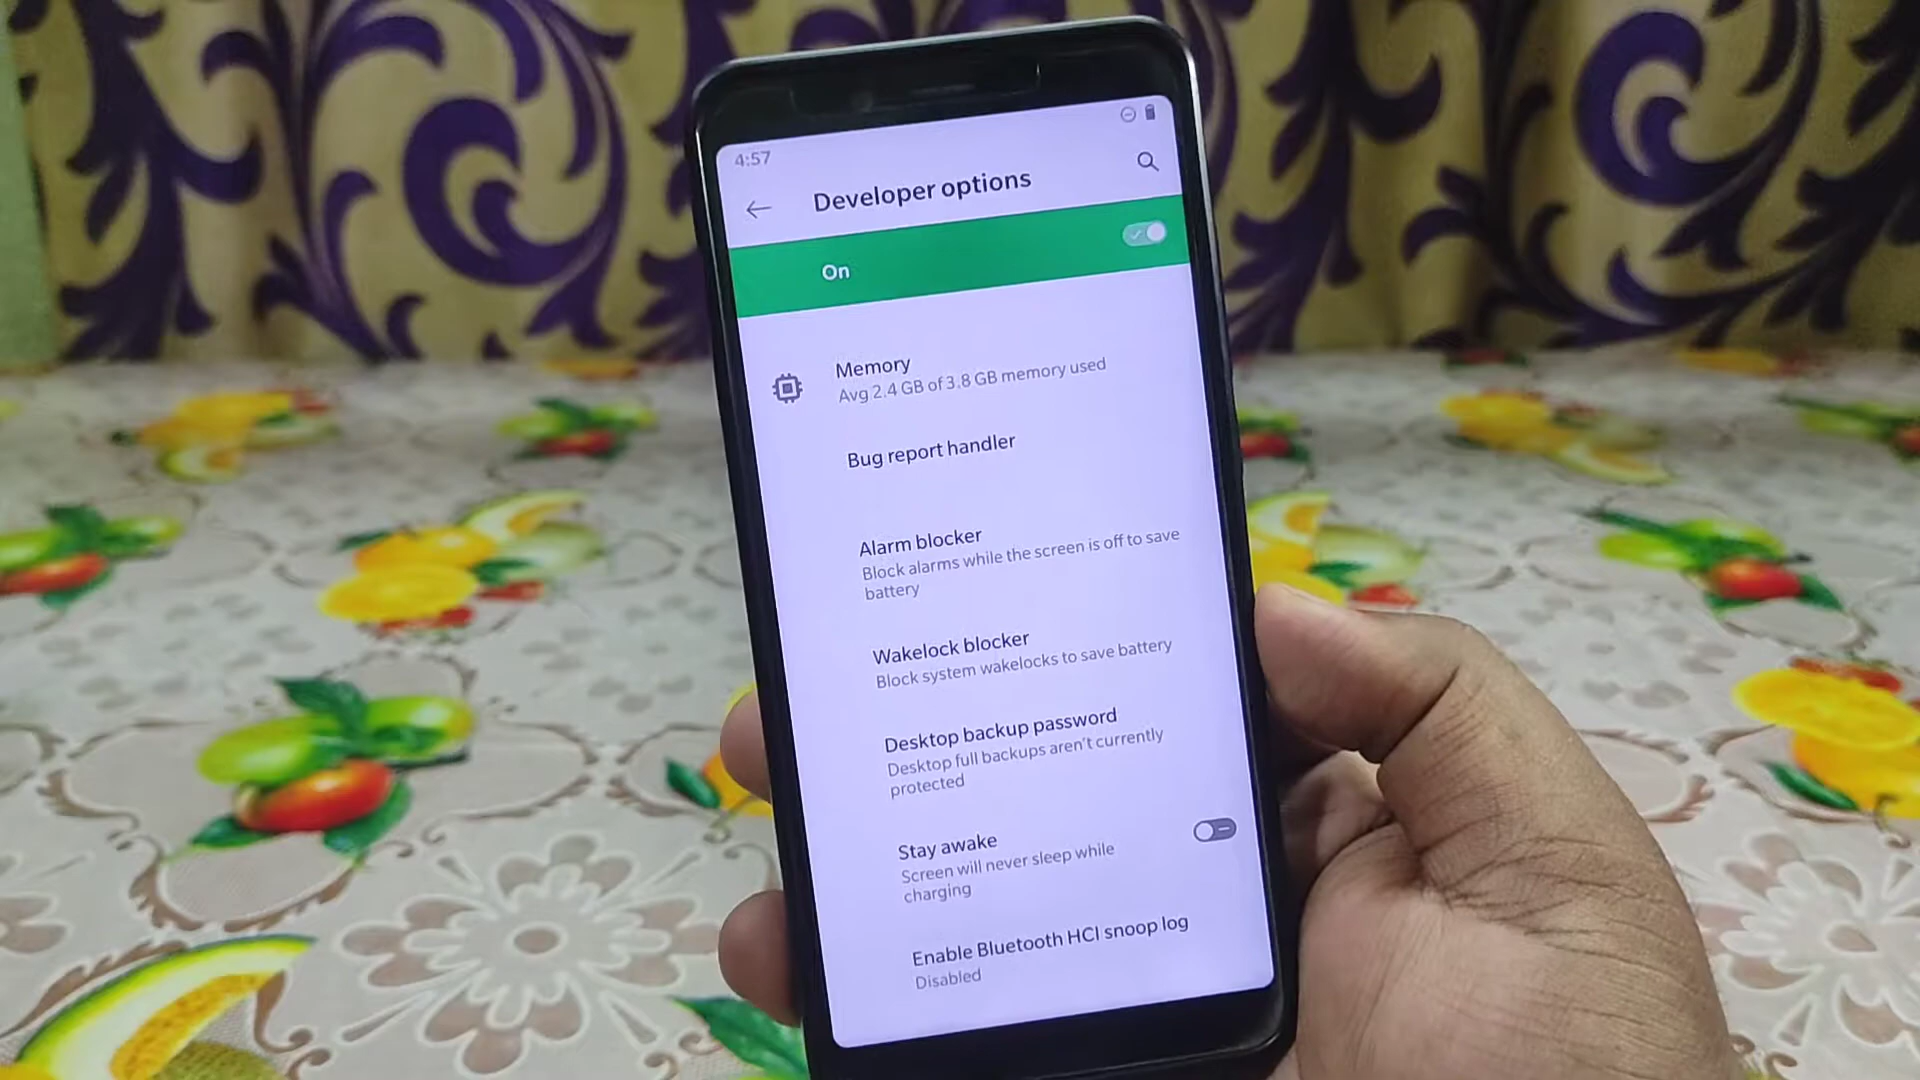 4:57
Developer options
On
Memory
Avg 2.4 GB of 3.8 GB memory used
Bug report handler
Alarm blocker
Block alarms while the screen is off to save
battery
Wakelock blocker
Block system wakelocks to save battery
Desktop backup password
Desktop full backups aren't currently
protected
Stay awake
Screen will never sleep while
charging
Enable Bluetooth HCI snoop log
Disabled